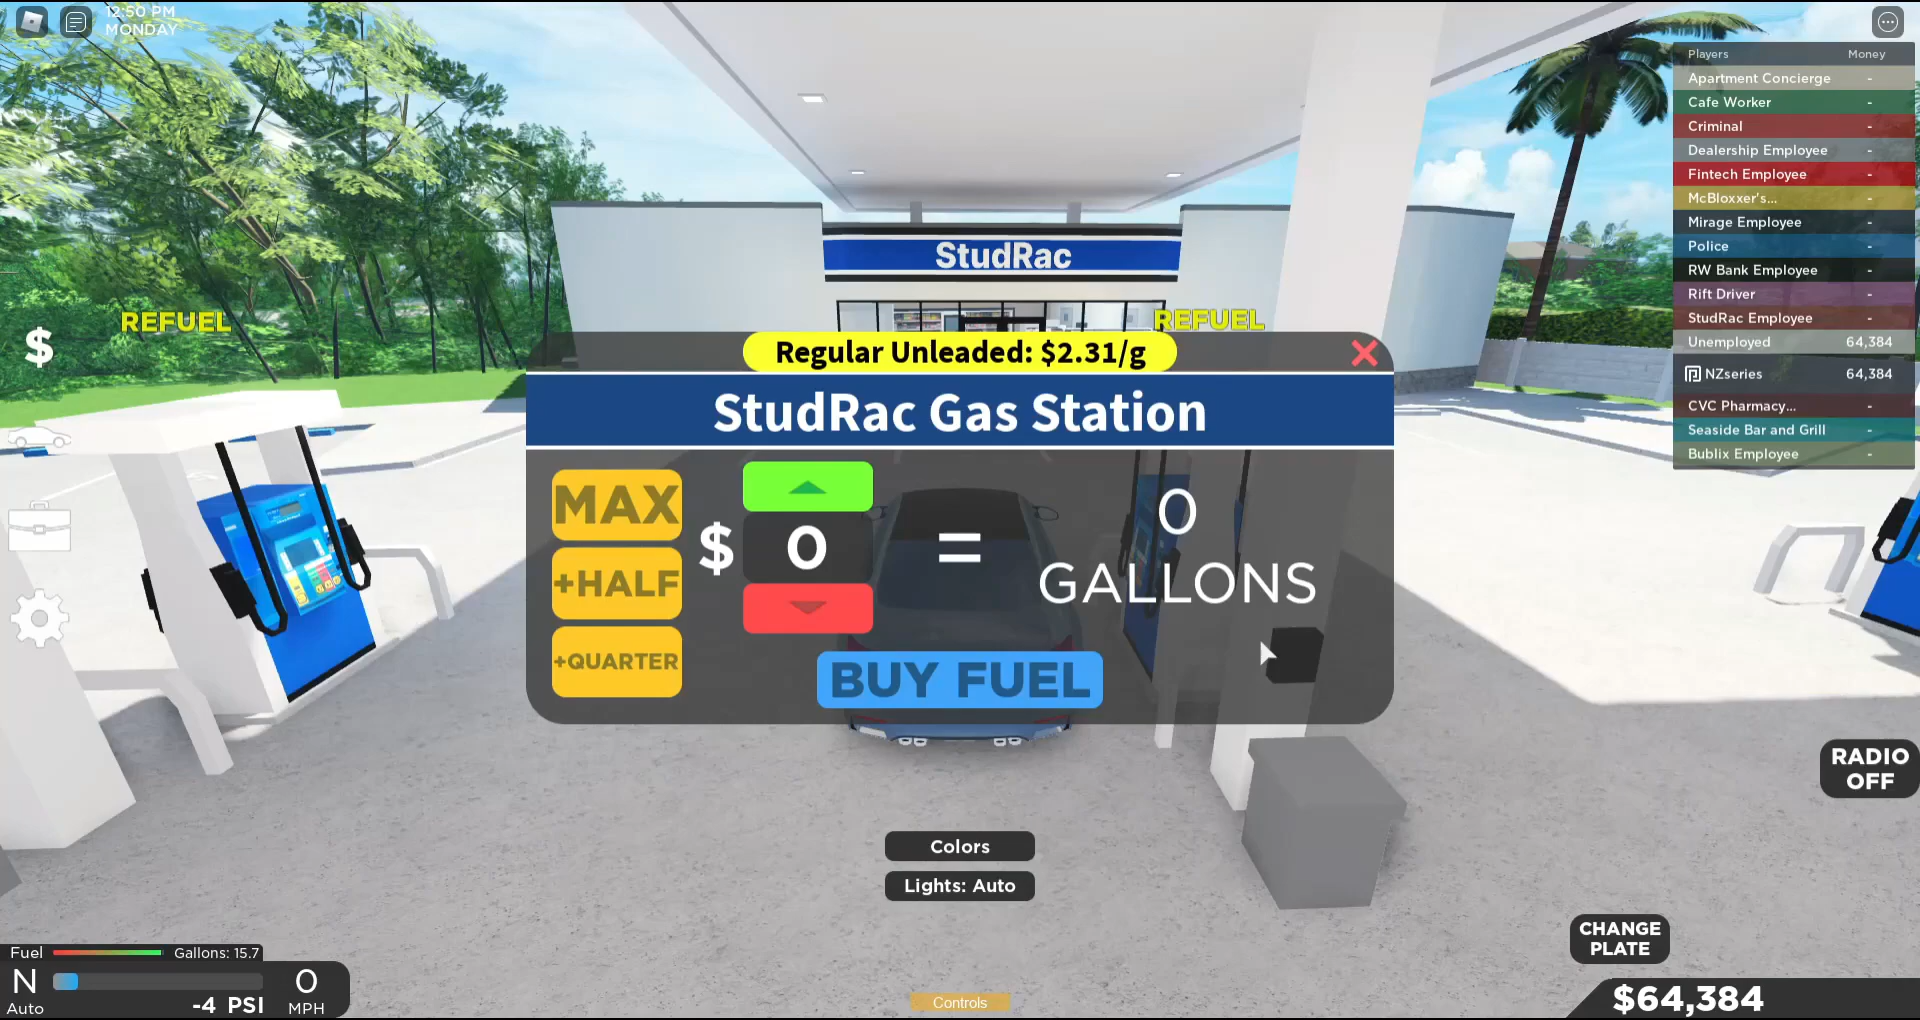 12:50 PM
MONDAY
Players Money
Apartment Concierge -
Cafe Worker -
Criminal -
Dealership Employee -
Fintech Employee -
McBloxxer's... -
Mirage Employee -
Police -
RW Bank Employee -
Rift Driver -
StudRac Employee -
Unemployed 64,384
NZseries 64,384
CVC Pharmacy... -
Seaside Bar and Grill -
Bublix Employee -
StudRac
REFUEL
REFUEL
$
Regular Unleaded: $2.31/g
StudRac Gas Station
MAX
+HALF
+QUARTER
$ 0 = 0
GALLONS
BUY FUEL
RADIO
OFF
Colors
Lights: Auto
CHANGE
PLATE
Fuel Gallons: 15.7
N 0
Auto -4 PSI MPH
Controls
$64,384